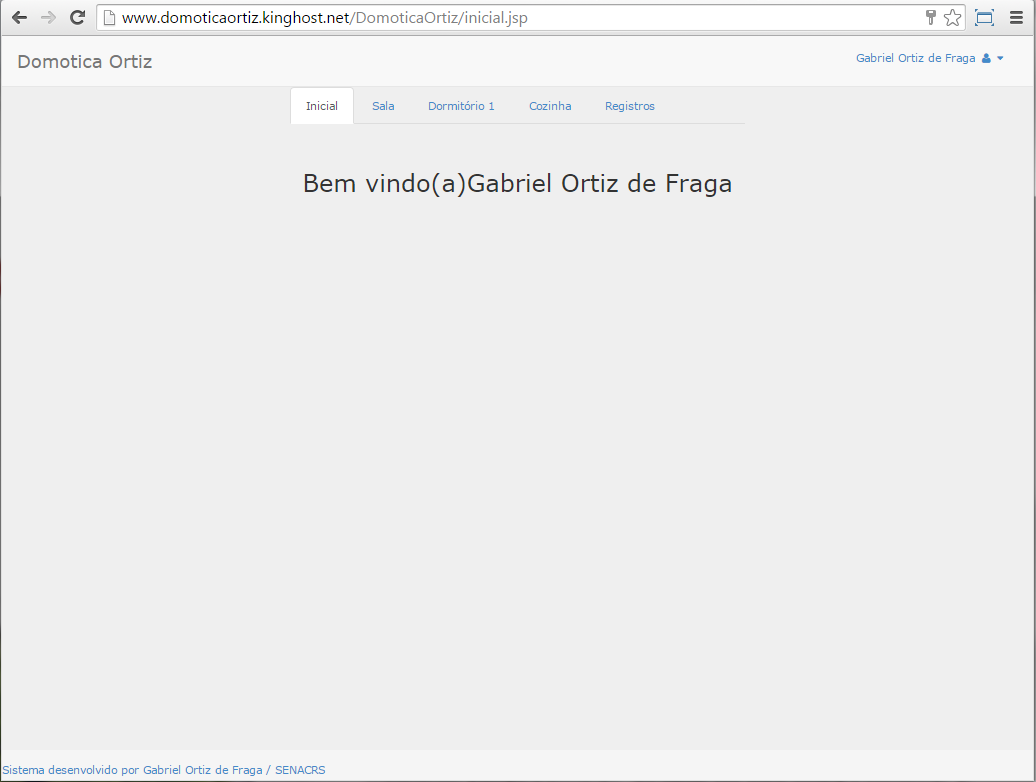 www.domoticaortiz.kinghost.net/DomoticaOrtiz/inicial.jsp
Domotica Ortiz
Gabriel Ortiz de Fraga
Inicial Sala Dormitório 1 Cozinha Registros
Bem vindo(a)Gabriel Ortiz de Fraga
Sistema desenvolvido por Gabriel Ortiz de Fraga / SENACRS